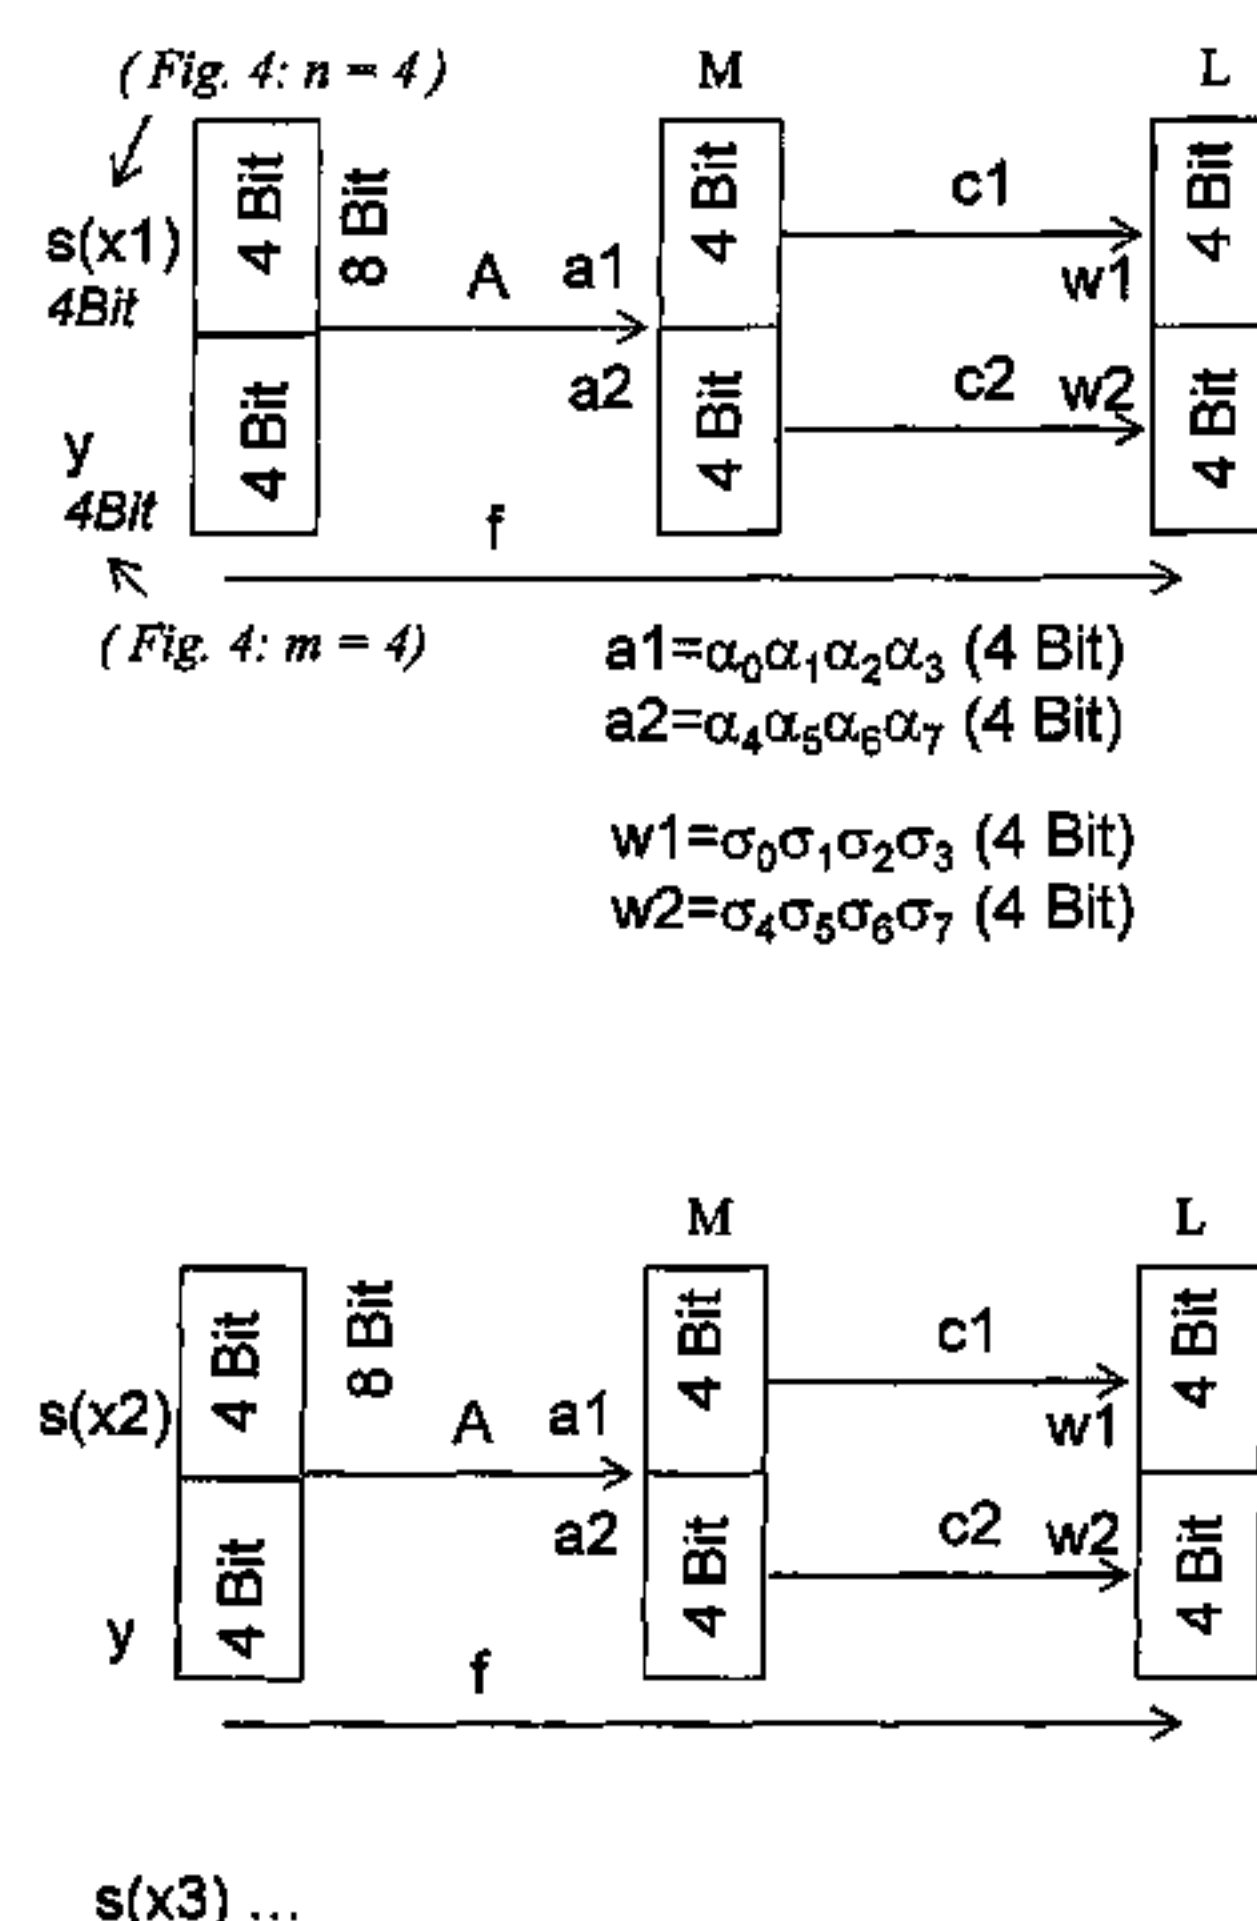 ( Fig. 4: n = 4 )
M
L
4 Bit
8 Bit
4 Bit
c1
4 Bit
s(x1)
4Bit
A
a1
w1
4 Bit
a2
4 Bit
c2
w2
4 Bit
y
4Bit
f
( Fig. 4: m = 4)
a1=α₀α₁α₂α₃ (4 Bit)
a2=α₄α₅α₆α₇ (4 Bit)
w1=σ₀σ₁σ₂σ₃ (4 Bit)
w2=σ₄σ₅σ₆σ₇ (4 Bit)
M
L
4 Bit
8 Bit
4 Bit
c1
4 Bit
s(x2)
A
a1
w1
4 Bit
a2
4 Bit
c2
w2
4 Bit
y
f
s(x3) ...